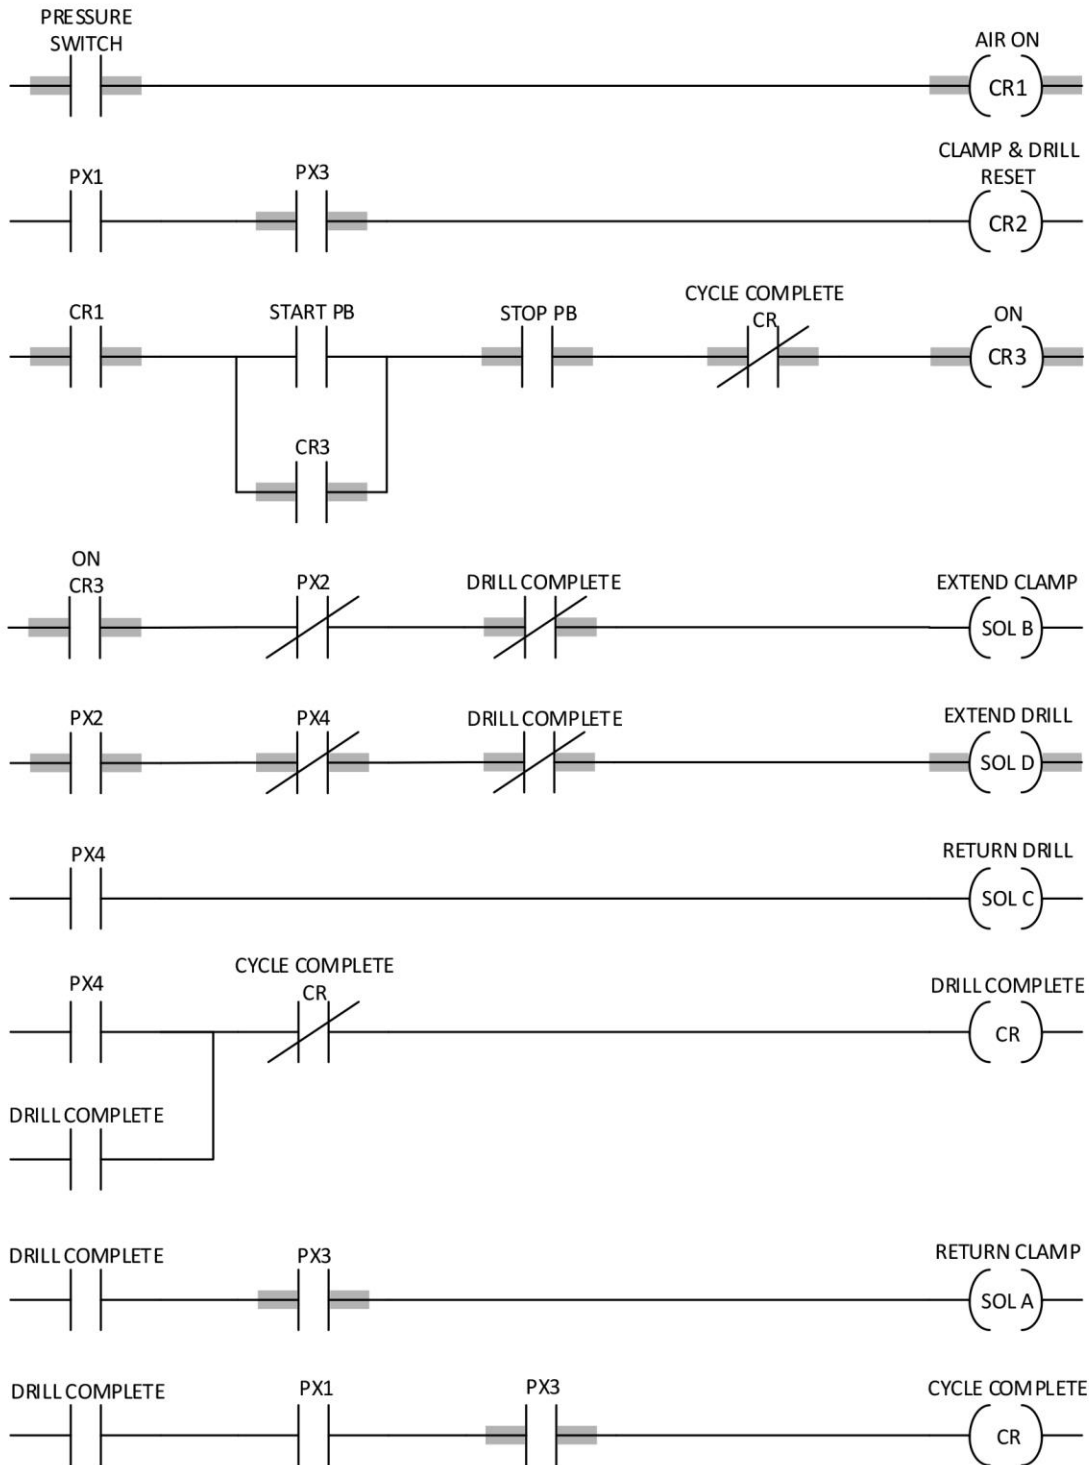 PRESSURE
SWITCH
AIR ON
CR1
CLAMP & DRILL
RESET
PX1
PX3
CR2
CR1
START PB
STOP PB
CYCLE COMPLETE
CR
ON
CR3
CR3
ON
CR3
PX2
DRILL COMPLETE
EXTEND CLAMP
SOL B
PX2
PX4
DRILL COMPLETE
EXTEND DRILL
SOL D
PX4
RETURN DRILL
SOL C
PX4
CYCLE COMPLETE
CR
DRILL COMPLETE
CR
DRILL COMPLETE
DRILL COMPLETE
PX3
RETURN CLAMP
SOL A
DRILL COMPLETE
PX1
PX3
CYCLE COMPLETE
CR